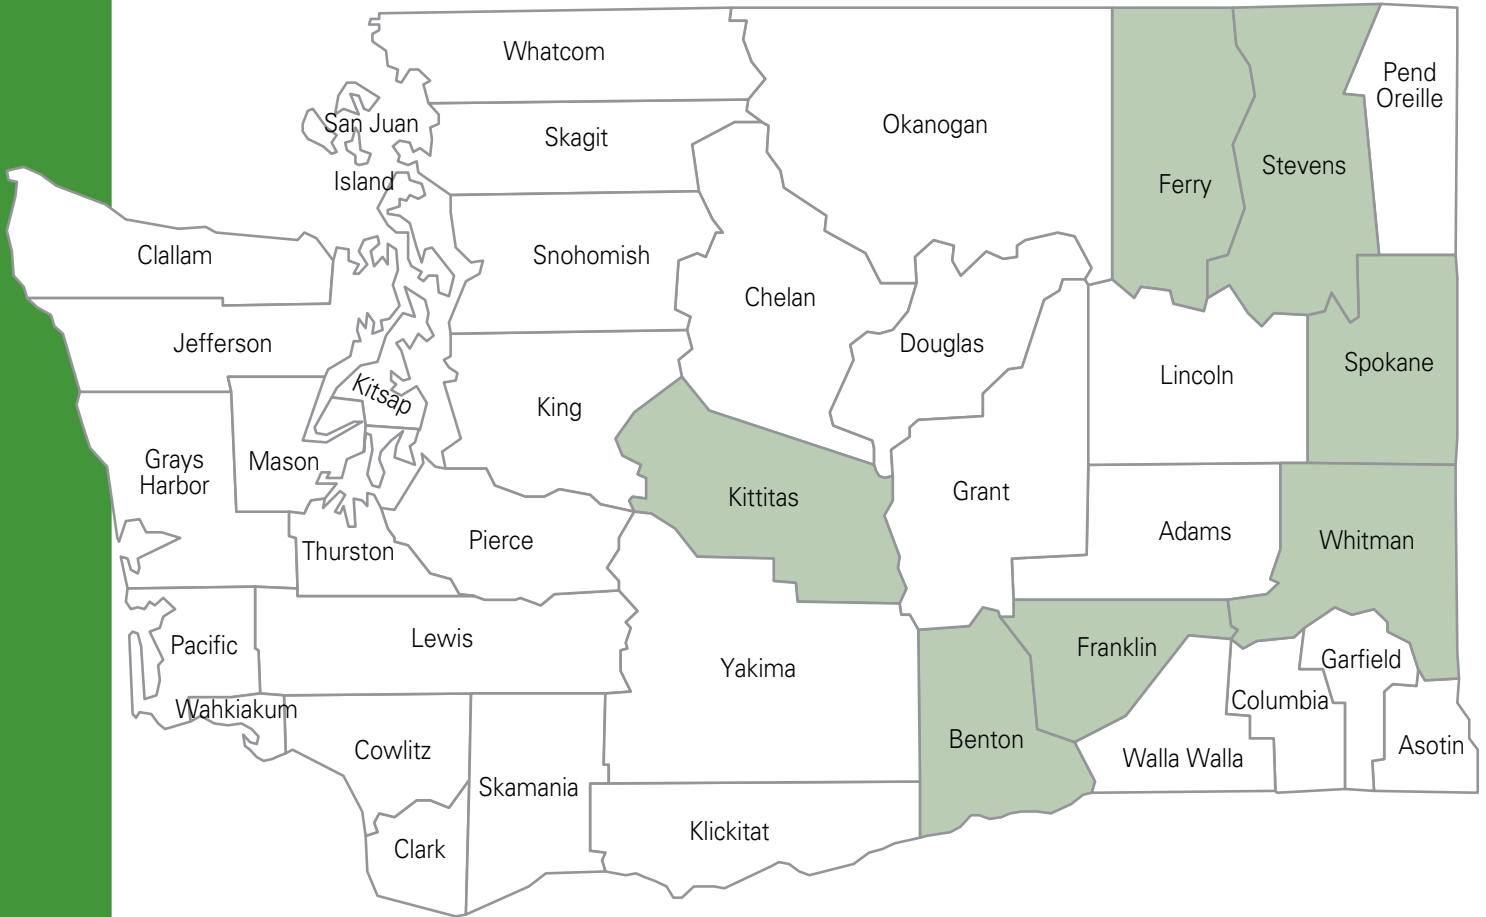 Whatcom
Pend
Oreille
San Juan
Skagit
Okanogan
Stevens
Ferry
Island
Clallam
Snohomish
Chelan
Jefferson
Douglas
Spokane
Lincoln
Kitsap
King
Grays
Harbor
Mason
Kittitas
Grant
Thurston
Pierce
Adams
Whitman
Pacific
Lewis
Yakima
Franklin
Garfield
Wahkiakum
Columbia
Cowlitz
Benton
Walla Walla
Asotin
Skamania
Klickitat
Clark